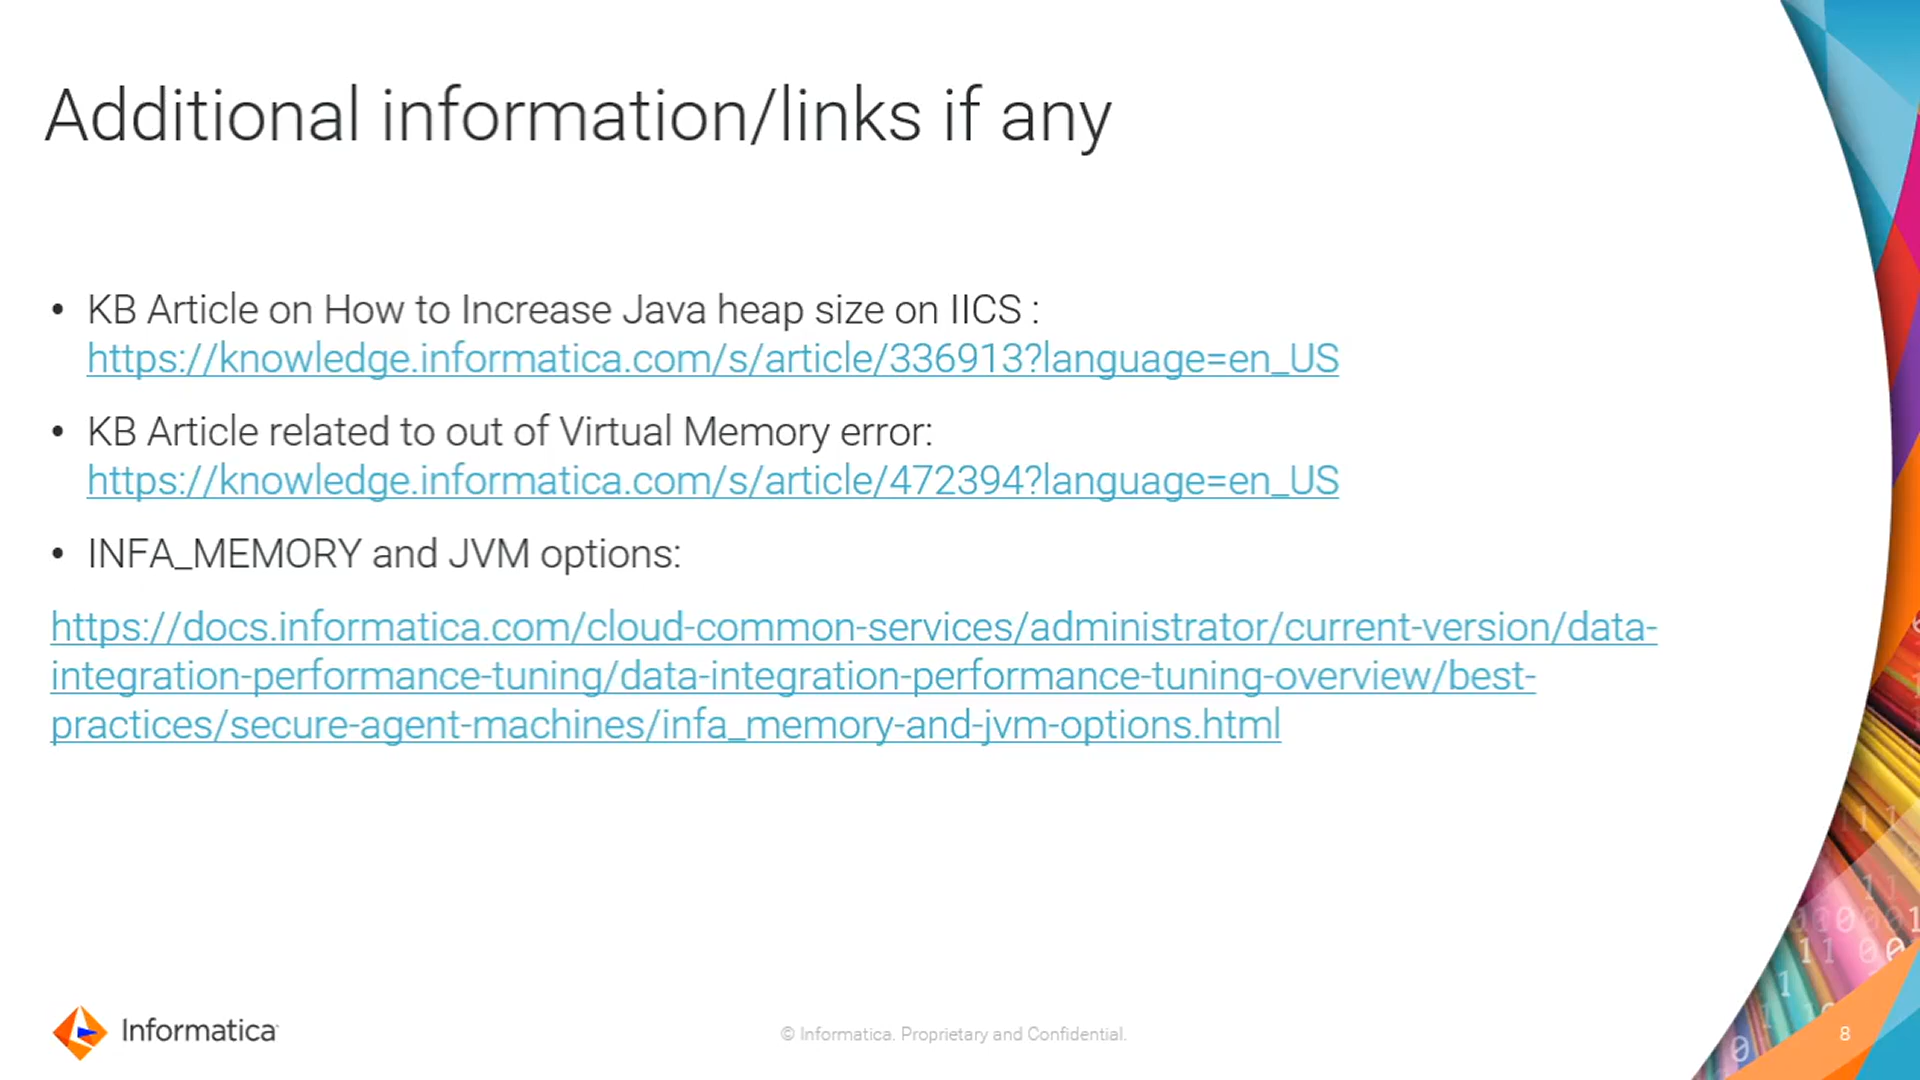 Additional information/links if any
• KB Article on How to Increase Java heap size on IICS :
https://knowledge.informatica.com/s/article/336913?language=en_US
• KB Article related to out of Virtual Memory error:
https://knowledge.informatica.com/s/article/472394?language=en_US
• INFA_MEMORY and JVM options:
https://docs.informatica.com/cloud-common-services/administrator/current-version/data-
integration-performance-tuning/data-integration-performance-tuning-overview/best-
practices/secure-agent-machines/infa_memory-and-jvm-options.html
Informatica
© Informatica. Proprietary and Confidential.
8